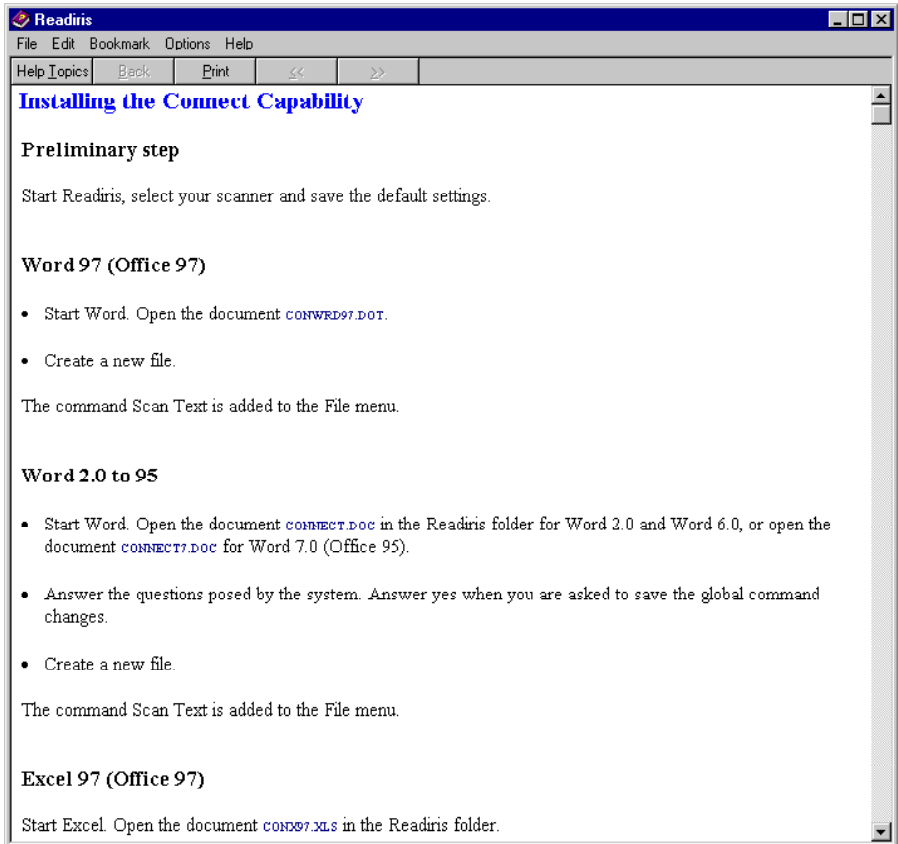 Readiris
File Edit Bookmark Options Help
Help Topics Back Print << >>
Installing the Connect Capability
Preliminary step
Start Readiris, select your scanner and save the default settings.
Word 97 (Office 97)
• Start Word. Open the document CONWRD97.DOT.
• Create a new file.
The command Scan Text is added to the File menu.
Word 2.0 to 95
• Start Word. Open the document CONNECT.DOC in the Readiris folder for Word 2.0 and Word 6.0, or open the
document CONNECT7.DOC for Word 7.0 (Office 95).
• Answer the questions posed by the system. Answer yes when you are asked to save the global command
changes.
• Create a new file.
The command Scan Text is added to the File menu.
Excel 97 (Office 97)
Start Excel. Open the document CONX97.XLS in the Readiris folder.